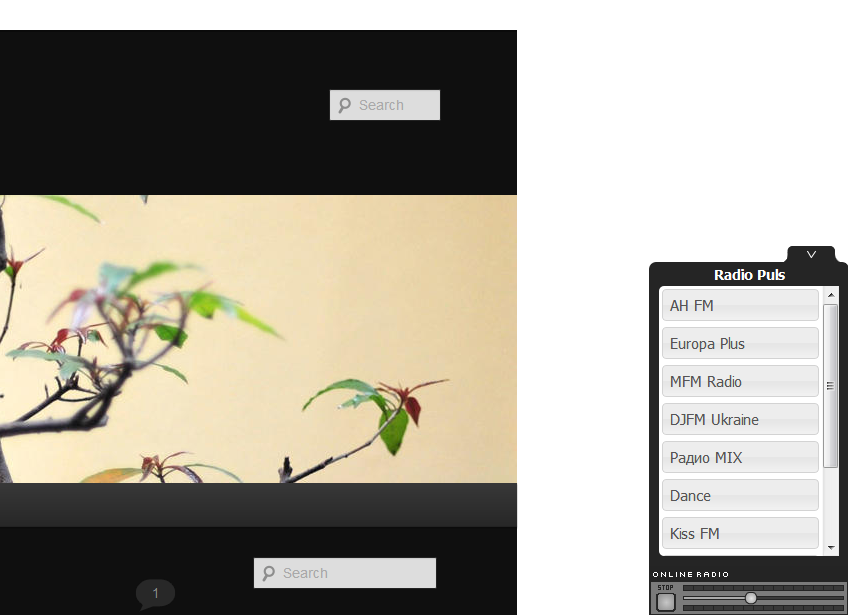 Search
Radio Puls
AH FM
Europa Plus
MFM Radio
DJFM Ukraine
Радио MIX
Dance
Kiss FM
Search
ONLINE RADIO
STOP
1